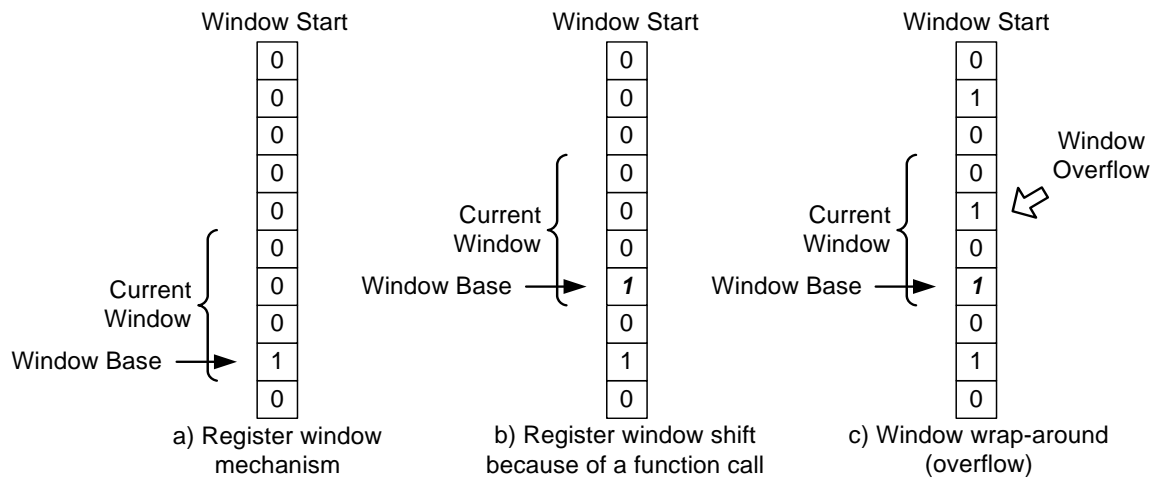 Window Start
0
0
0
0
0
0
0
0
1
0
Current
Window
Window Base
a) Register window
mechanism
Window Start
0
0
0
0
0
0
1
0
1
0
Current
Window
Window Base
b) Register window shift
because of a function call
Window Start
0
1
0
0
1
0
1
0
1
0
Window
Overflow
Current
Window
Window Base
c) Window wrap-around
(overflow)